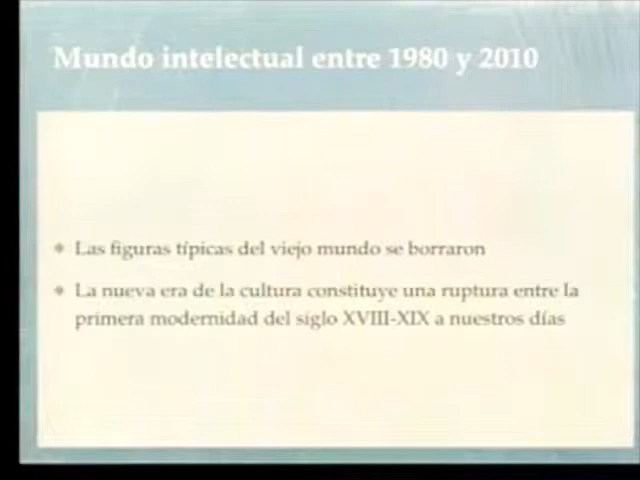 Mundo intelectual entre 1980 y 2010
Las figuras típicas del viejo mundo se borraron
La nueva era de la cultura constituye una ruptura entre la
primera modernidad del siglo XVIII-XIX a nuestros días